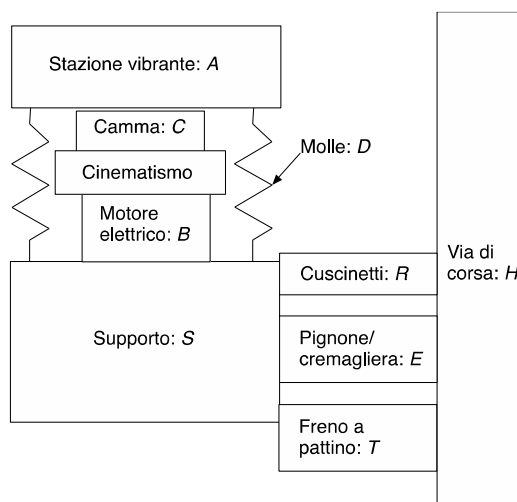 Stazione vibrante: A
Camma: C
Molle: D
Cinematismo
Motore
elettrico: B
Cuscinetti: R
Via di
corsa: H
Supporto: S
Pignone/
cremagliera: E
Freno a
pattino: T